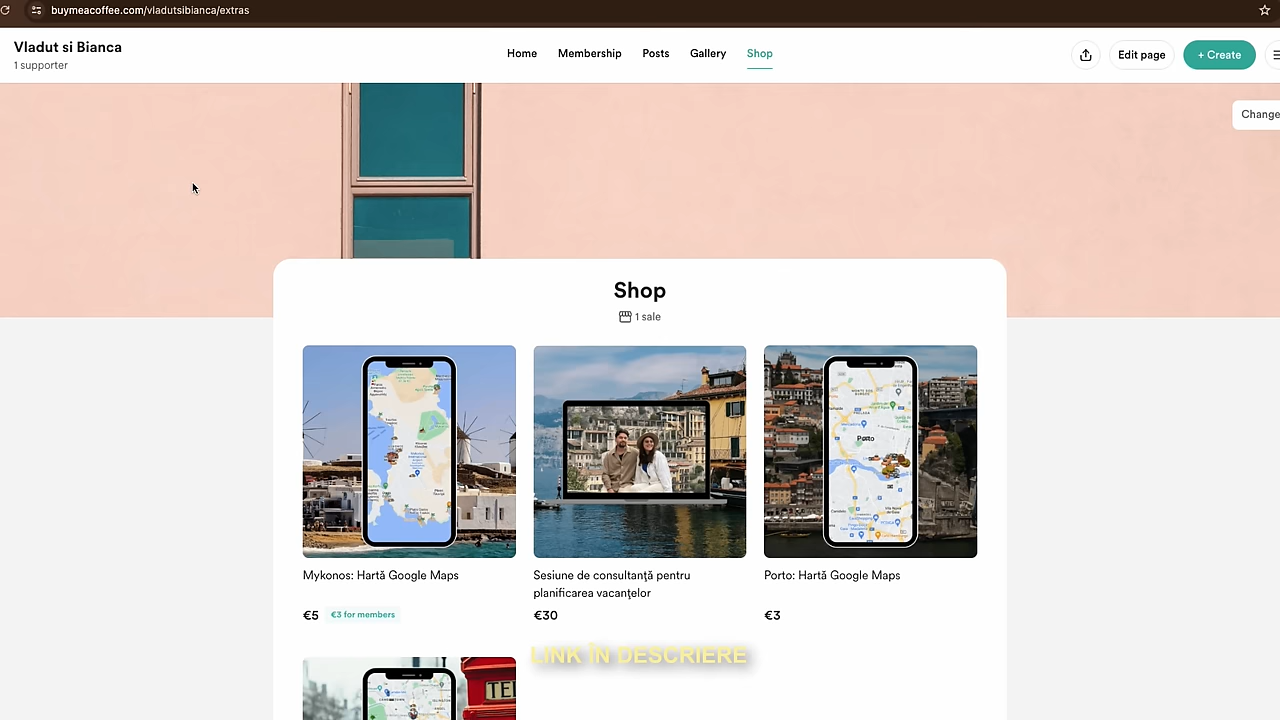 buymeacoffee.com/vladutsibianca/extras
Vladut si Bianca
1 supporter
Home
Membership
Posts
Gallery
Shop
Edit page
+ Create
Change
Shop
1 sale
Porto
Mykonos: Hartă Google Maps
€5
€3 for members
Sesiune de consultanță pentru
planificarea vacanțelor
€30
Porto: Hartă Google Maps
€3
LINK ÎN DESCRIERE
TEL